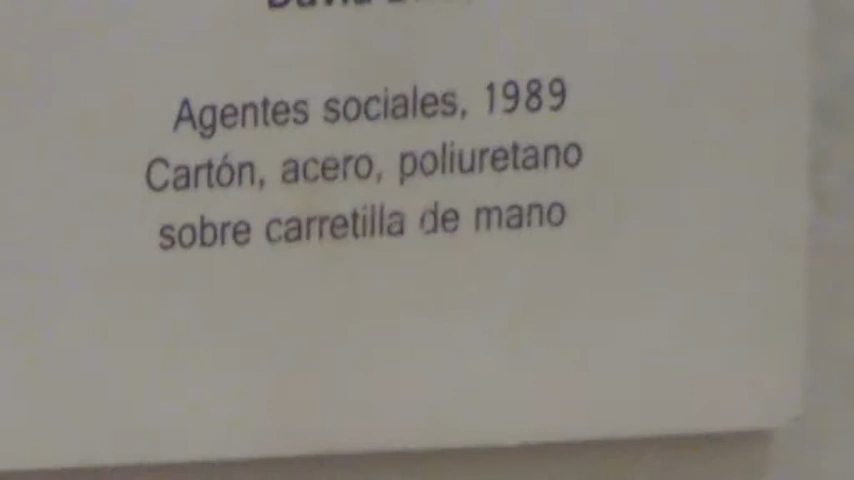 Agentes sociales, 1989
Cartón, acero, poliuretano
sobre carretilla de mano